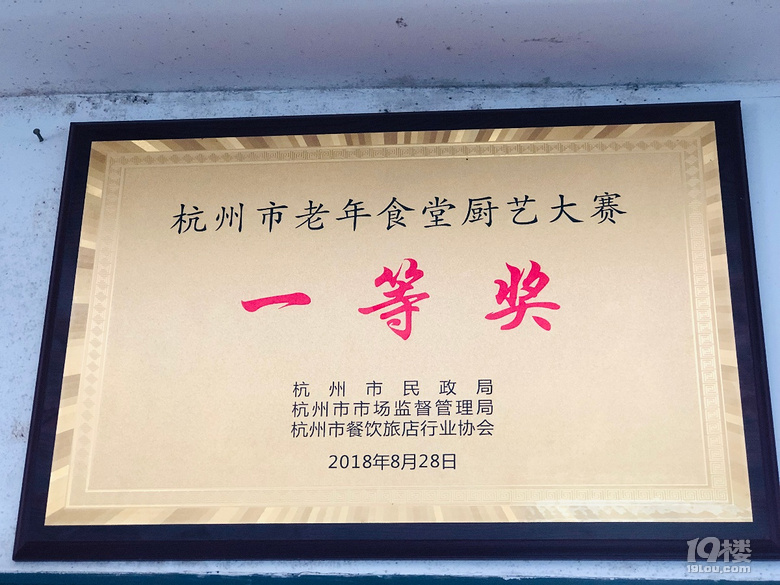 杭州市老年食堂厨艺大赛
一等奖
杭州市民政局
杭州市市场监督管理局
杭州市餐饮旅店行业协会
2018年8月28日
19楼
19lou.com